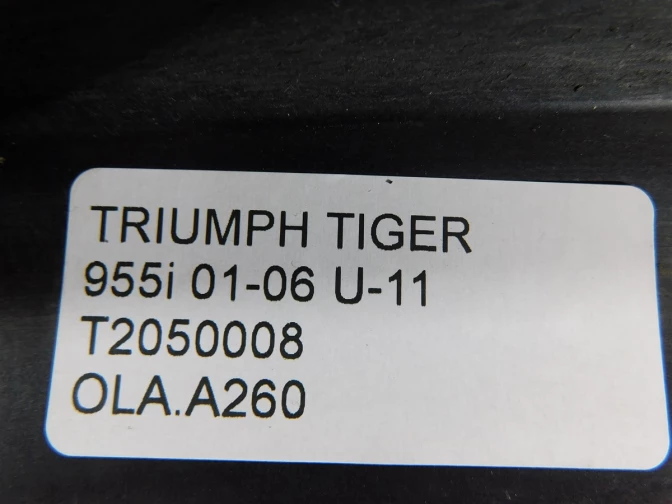 TRIUMPH TIGER
955i 01-06 U-11
T2050008
OLA.A260